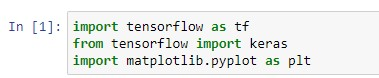 In [1]: import tensorflow as tf
from tensorflow import keras
import matplotlib.pyplot as plt